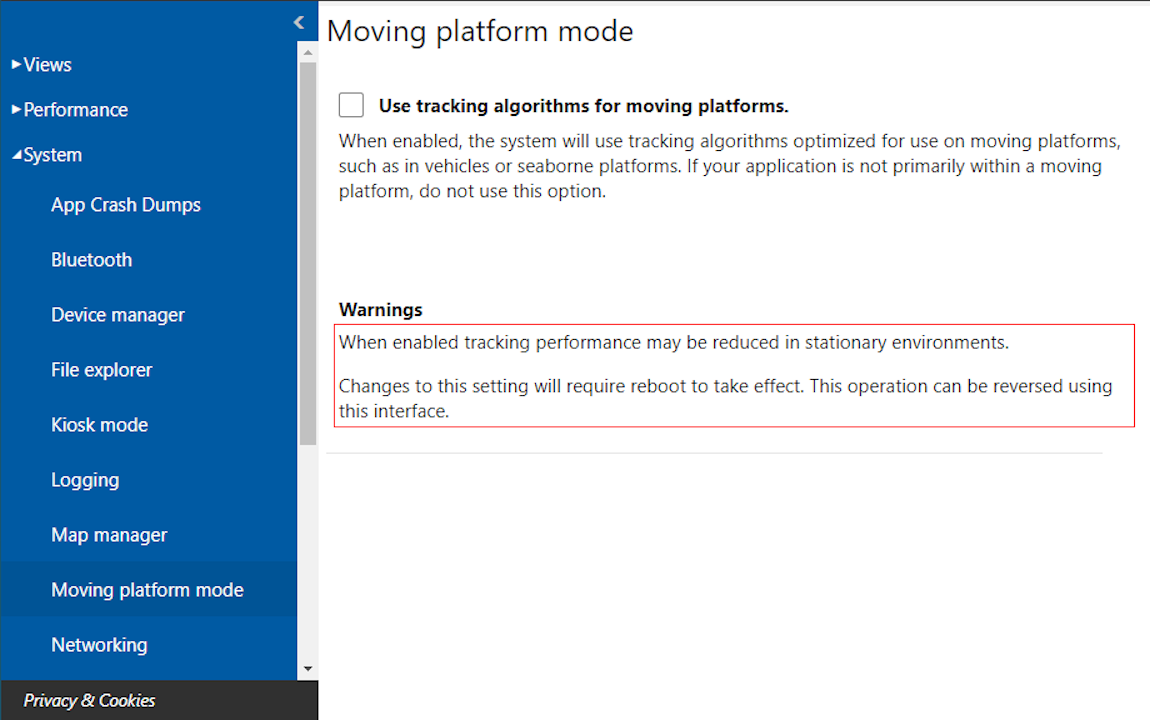 Views
Performance
System
App Crash Dumps
Bluetooth
Device manager
File explorer
Kiosk mode
Logging
Map manager
Moving platform mode
Networking
Privacy & Cookies
Moving platform mode
Use tracking algorithms for moving platforms.
When enabled, the system will use tracking algorithms optimized for use on moving platforms,
such as in vehicles or seaborne platforms. If your application is not primarily within a moving
platform, do not use this option.
Warnings
When enabled tracking performance may be reduced in stationary environments.
Changes to this setting will require reboot to take effect. This operation can be reversed using
this interface.